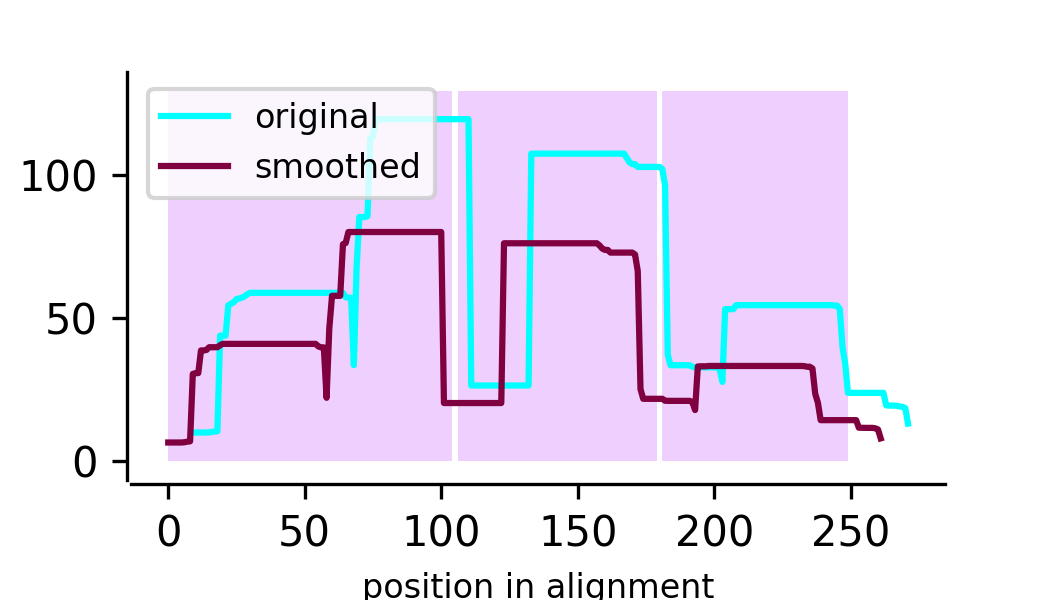 original
smoothed
100
50
0
0 50 100 150 200 250
position in alignment